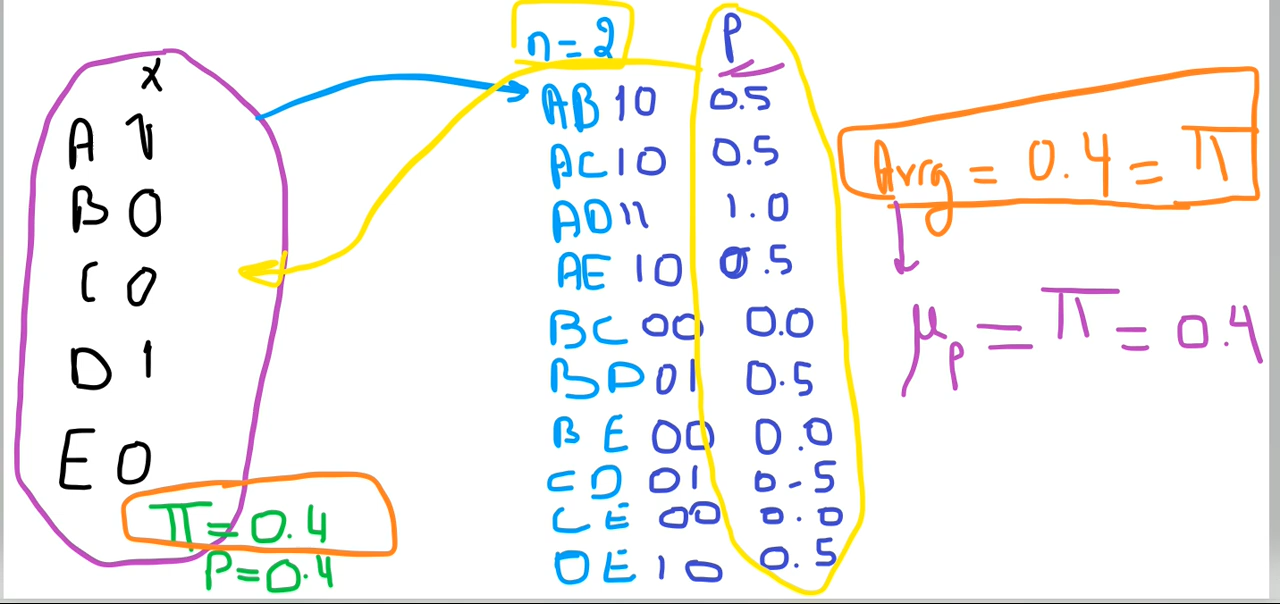 x
A 1
B 0
C 0
D 1
E 0
π = 0.4
P = 0.4
n = 2
P
AB 10 0.5
AC 10 0.5
AD 11 1.0
AE 10 0.5
BC 00 0.0
BD 01 0.5
BE 00 0.0
CD 01 0.5
CE 00 0.0
DE 10 0.5
Avrg = 0.4 = π
μp = π = 0.4